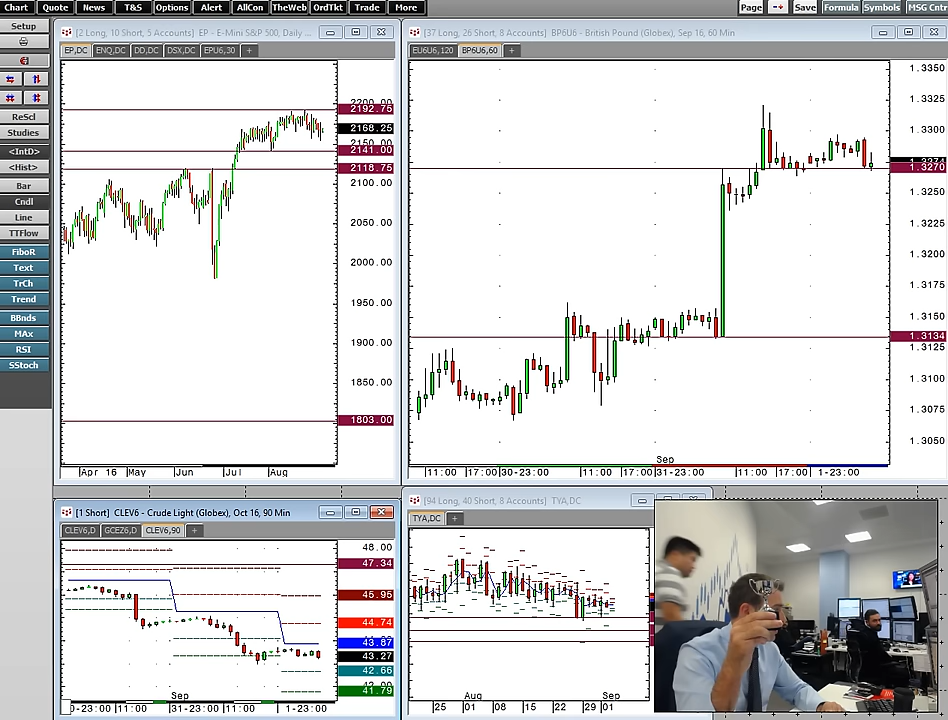 Chart Quote News T&S Options Alert AllCon TheWeb OrdTkt Trade More Page Save Formula Symbols MSG Cntr
Setup
ReScl
Studies
<IntD>
<Hist>
Bar
Cndl
Line
TTFlow
FiboR
Text
TrCh
Trend
BBnds
MAx
RSI
SStoch
[2 Long, 10 Short, 5 Accounts] EP - E-Mini S&P 500, Daily ...
EP,DC ENQ,DC DD,DC DSX,DC EPU6,30 +
2200.00
2192.75
2168.25
2150.00
2141.00
2118.75
2100.00
2050.00
2000.00
1950.00
1900.00
1850.00
1803.00
Apr 16 May Jun Jul Aug
[37 Long, 26 Short, 8 Accounts] BP6U6 - British Pound (Globex), Sep 16, 60 Min
EU6U6,120 BP6U6,60 +
1.3350
1.3325
1.3300
1.3274
1.3270
1.3250
1.3225
1.3200
1.3175
1.3150
1.3134
1.3125
1.3100
1.3075
1.3050
Sep
11:00 17:00 30-23:00 11:00 17:00 31-23:00 11:00 17:00 1-23:00
[1 Short] CLEV6 - Crude Light (Globex), Oct 16, 90 Min
CLEV6,D GCEZ6,D CLEV6,90 +
48.00
47.34
45.95
44.74
43.87
43.27
42.66
42.00
41.79
Sep
0-23:00 11:00 31-23:00 11:00 1-23:00
[94 Long, 40 Short, 8 Accounts] TYA,DC
TYA,DC +
Aug Sep
25 01 08 15 22 29 01